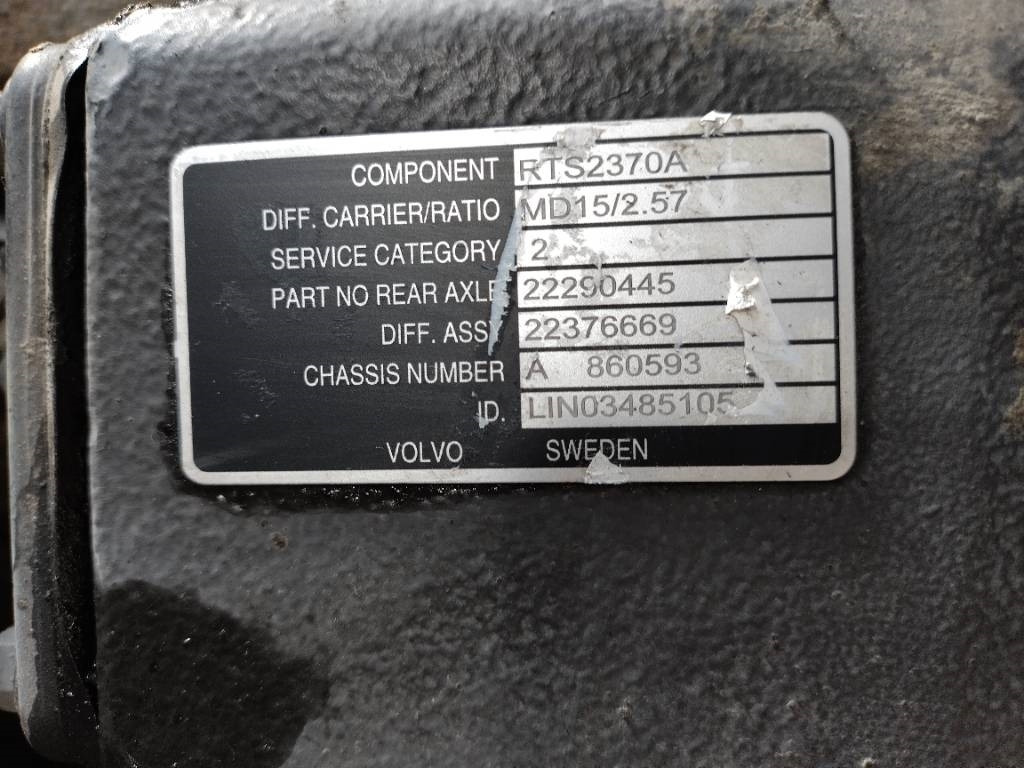 COMPONENT RTS2370A
DIFF. CARRIER/RATIO MD15/2.57
SERVICE CATEGORY 2
PART NO REAR AXLE 22290445
DIFF. ASSY 22376669
CHASSIS NUMBER A 860593
ID. LIN03485105
VOLVO SWEDEN